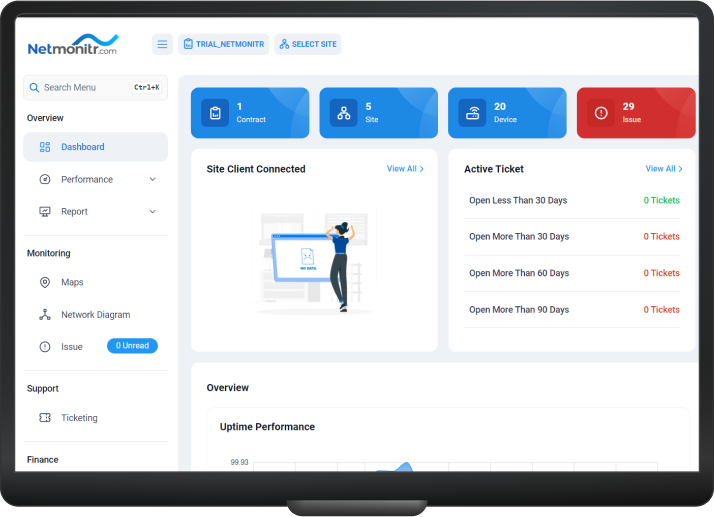 Netmonitr.com
TRIAL_NETMONITR
SELECT SITE
Search Menu
Ctrl+K
Overview
Dashboard
Performance
Report
Monitoring
Maps
Network Diagram
Issue
0 Unread
Support
Ticketing
Finance
1
Contract
5
Site
20
Device
29
Issue
Site Client Connected
View All
NO DATA
Active Ticket
View All
Open Less Than 30 Days
0 Tickets
Open More Than 30 Days
0 Tickets
Open More Than 60 Days
0 Tickets
Open More Than 90 Days
0 Tickets
Overview
Uptime Performance
99.93